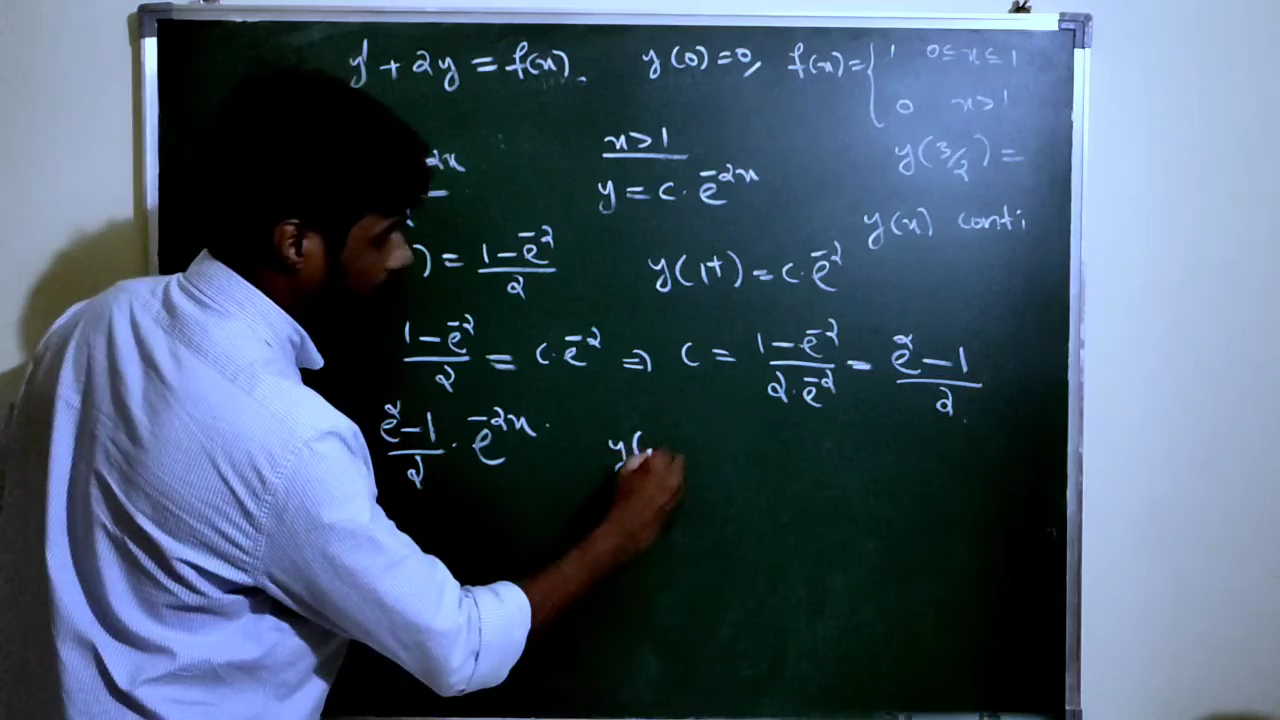 y' + 2y = f(x). y(0)=0, f(x)= { 1 0≤x≤1
0 x>1
2x x>1 y(3/2) =
y = c. e^-2x
y(x) conti
) = (1-e^-2)/2 y(1+) = c. e^-2
(1-e^-2)/2 = c. e^-2 ⇒ c = (1-e^-2)/(2.e^-2) = (e^2-1)/2
(e^2-1)/2 . e^-2x. y(